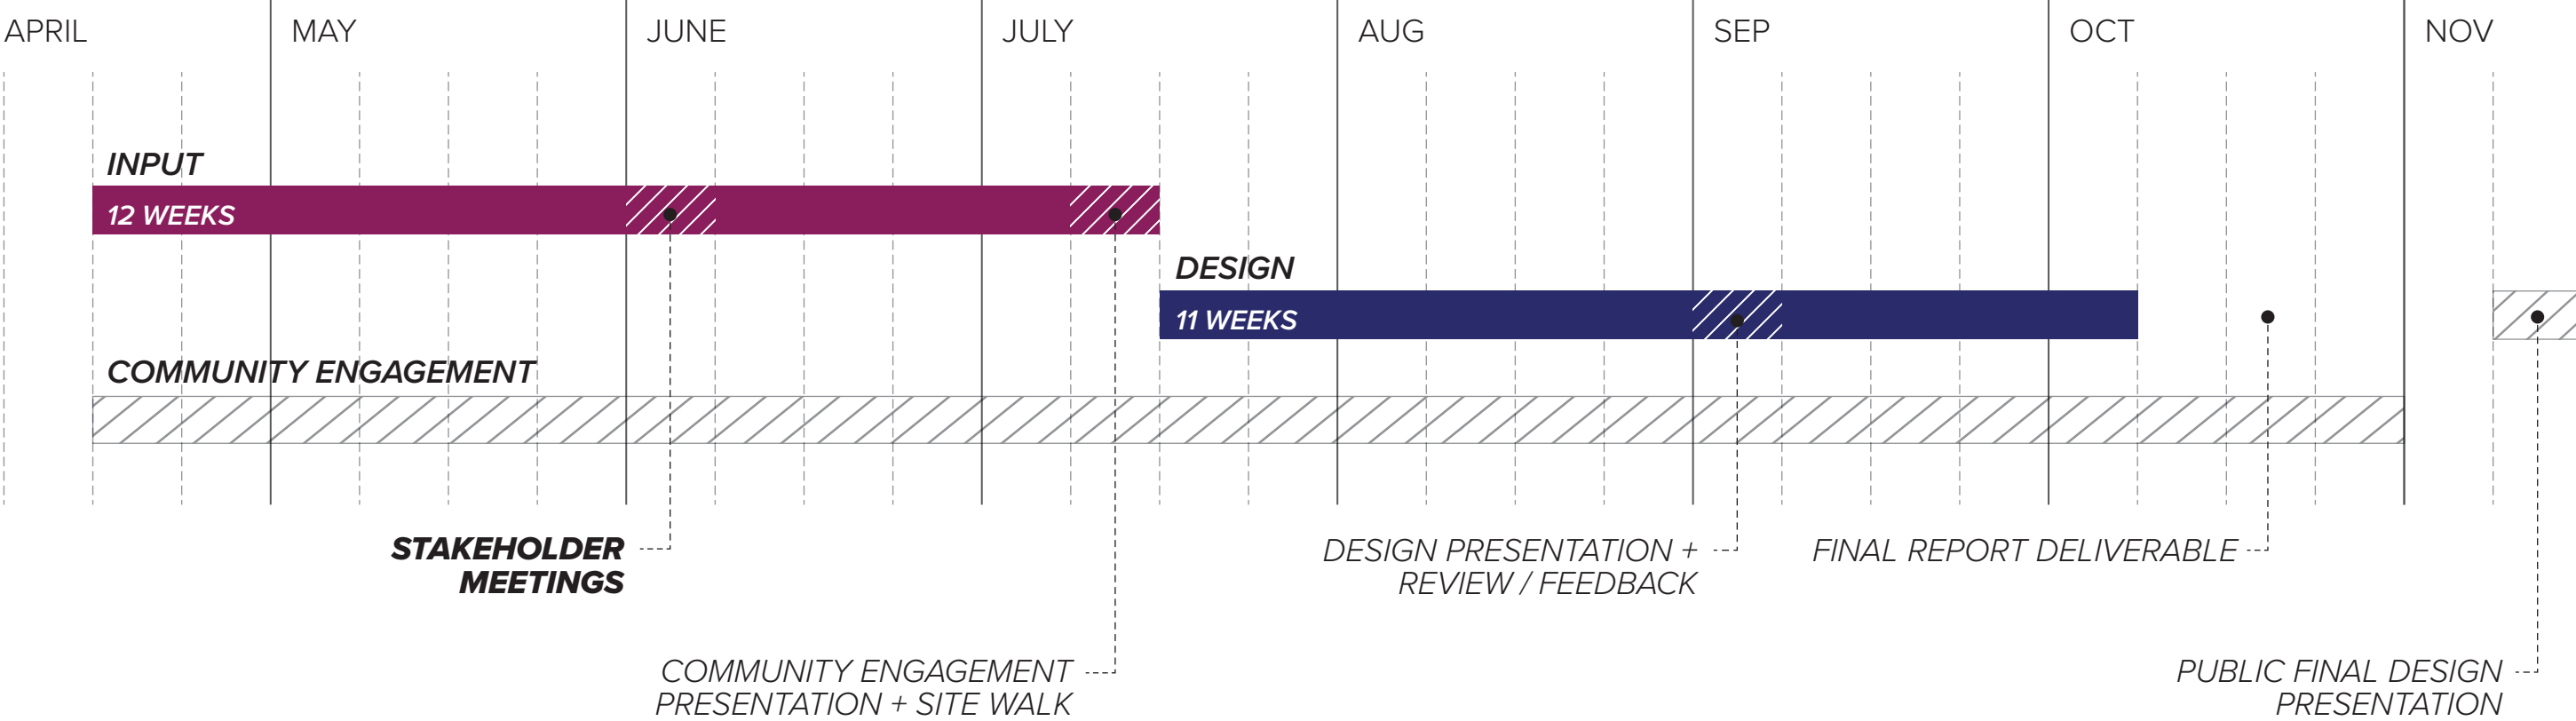 APRIL
MAY
JUNE
JULY
AUG
SEP
OCT
NOV
INPUT
12 WEEKS
DESIGN
11 WEEKS
COMMUNITY ENGAGEMENT
STAKEHOLDER
MEETINGS
DESIGN PRESENTATION +
REVIEW / FEEDBACK
FINAL REPORT DELIVERABLE
COMMUNITY ENGAGEMENT
PRESENTATION + SITE WALK
PUBLIC FINAL DESIGN
PRESENTATION